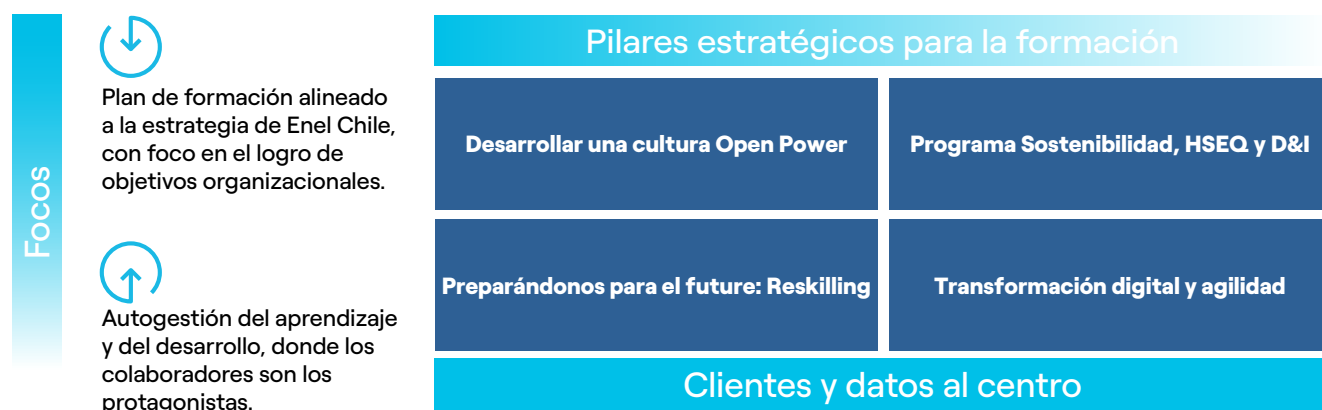 Focos
Plan de formación alineado
a la estrategia de Enel Chile,
con foco en el logro de
objetivos organizacionales.
Autogestión del aprendizaje
y del desarrollo, donde los
colaboradores son los
protagonistas.
Pilares estratégicos para la formación
Desarrollar una cultura Open Power
Programa Sostenibilidad, HSEQ y D&I
Preparándonos para el future: Reskilling
Transformación digital y agilidad
Clientes y datos al centro